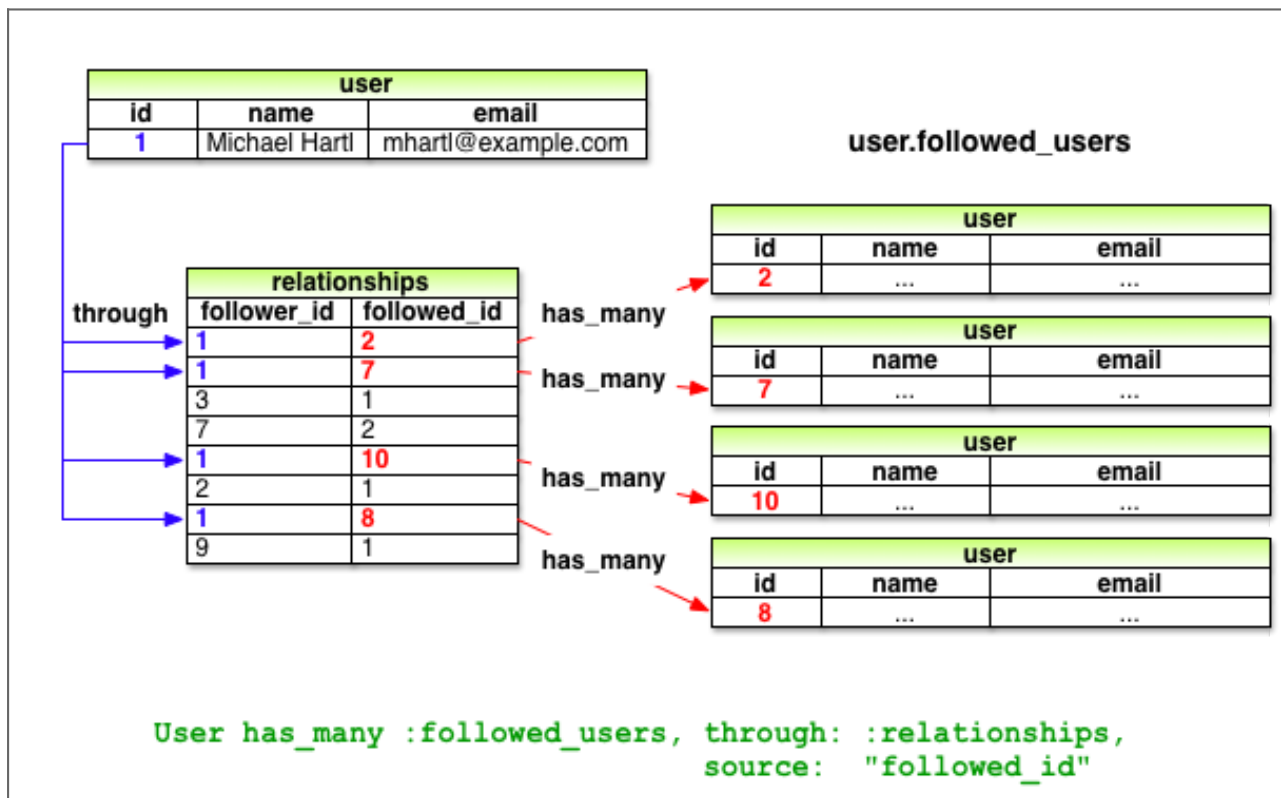 user
id name email
1 Michael Hartl mhartl@example.com
user.followed_users
relationships
through follower_id followed_id
1 2
1 7
3 1
7 2
1 10
2 1
1 8
9 1
has_many
has_many
has_many
has_many
user
id name email
2 ... ...
user
id name email
7 ... ...
user
id name email
10 ... ...
user
id name email
8 ... ...
User has_many :followed_users, through: :relationships,
source: "followed_id"